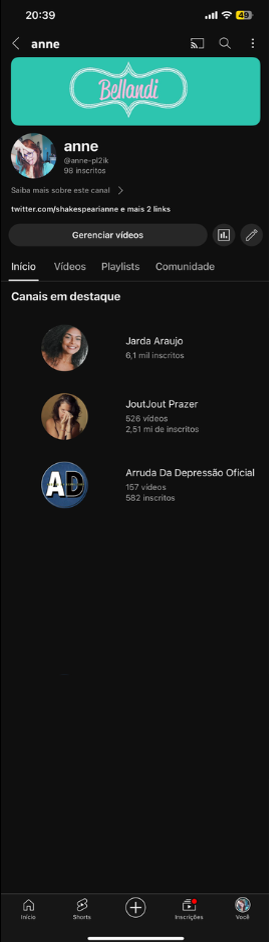 20:39
49
anne
Bellandi
anne
@anne-pl2ik
98 inscritos
Saiba mais sobre este canal
twitter.com/shakespearianne e mais 2 links
Gerenciar vídeos
Início Vídeos Playlists Comunidade
Canais em destaque
Jarda Araujo
6,1 mil inscritos
JoutJout Prazer
526 vídeos
2,51 mi de inscritos
AD
Arruda Da Depressão Oficial
157 vídeos
582 inscritos
Início Shorts Inscrições Você